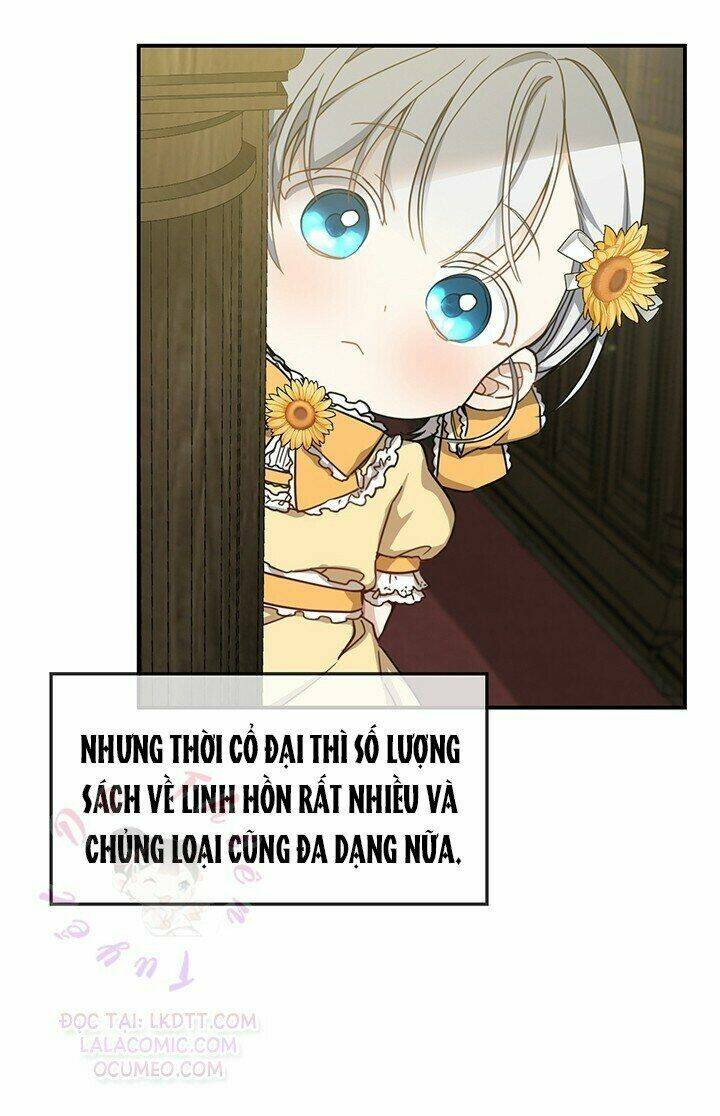 NHƯNG THỜI CỔ ĐẠI THÌ SỐ LƯỢNG
SÁCH VỀ LINH HỒN RẤT NHIỀU VÀ
CHỦNG LOẠI CŨNG ĐA DẠNG NỮA.
ĐỌC TẠI: LKDTT.COM
LALACOMIC.COM
OCUMEO.COM